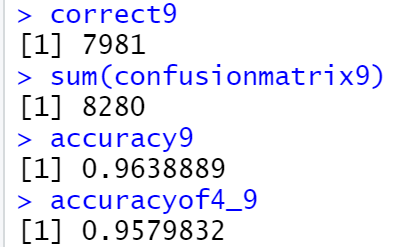 > correct9
[1] 7981
> sum(confusionmatrix9)
[1] 8280
> accuracy9
[1] 0.9638889
> accuracyof4_9
[1] 0.9579832